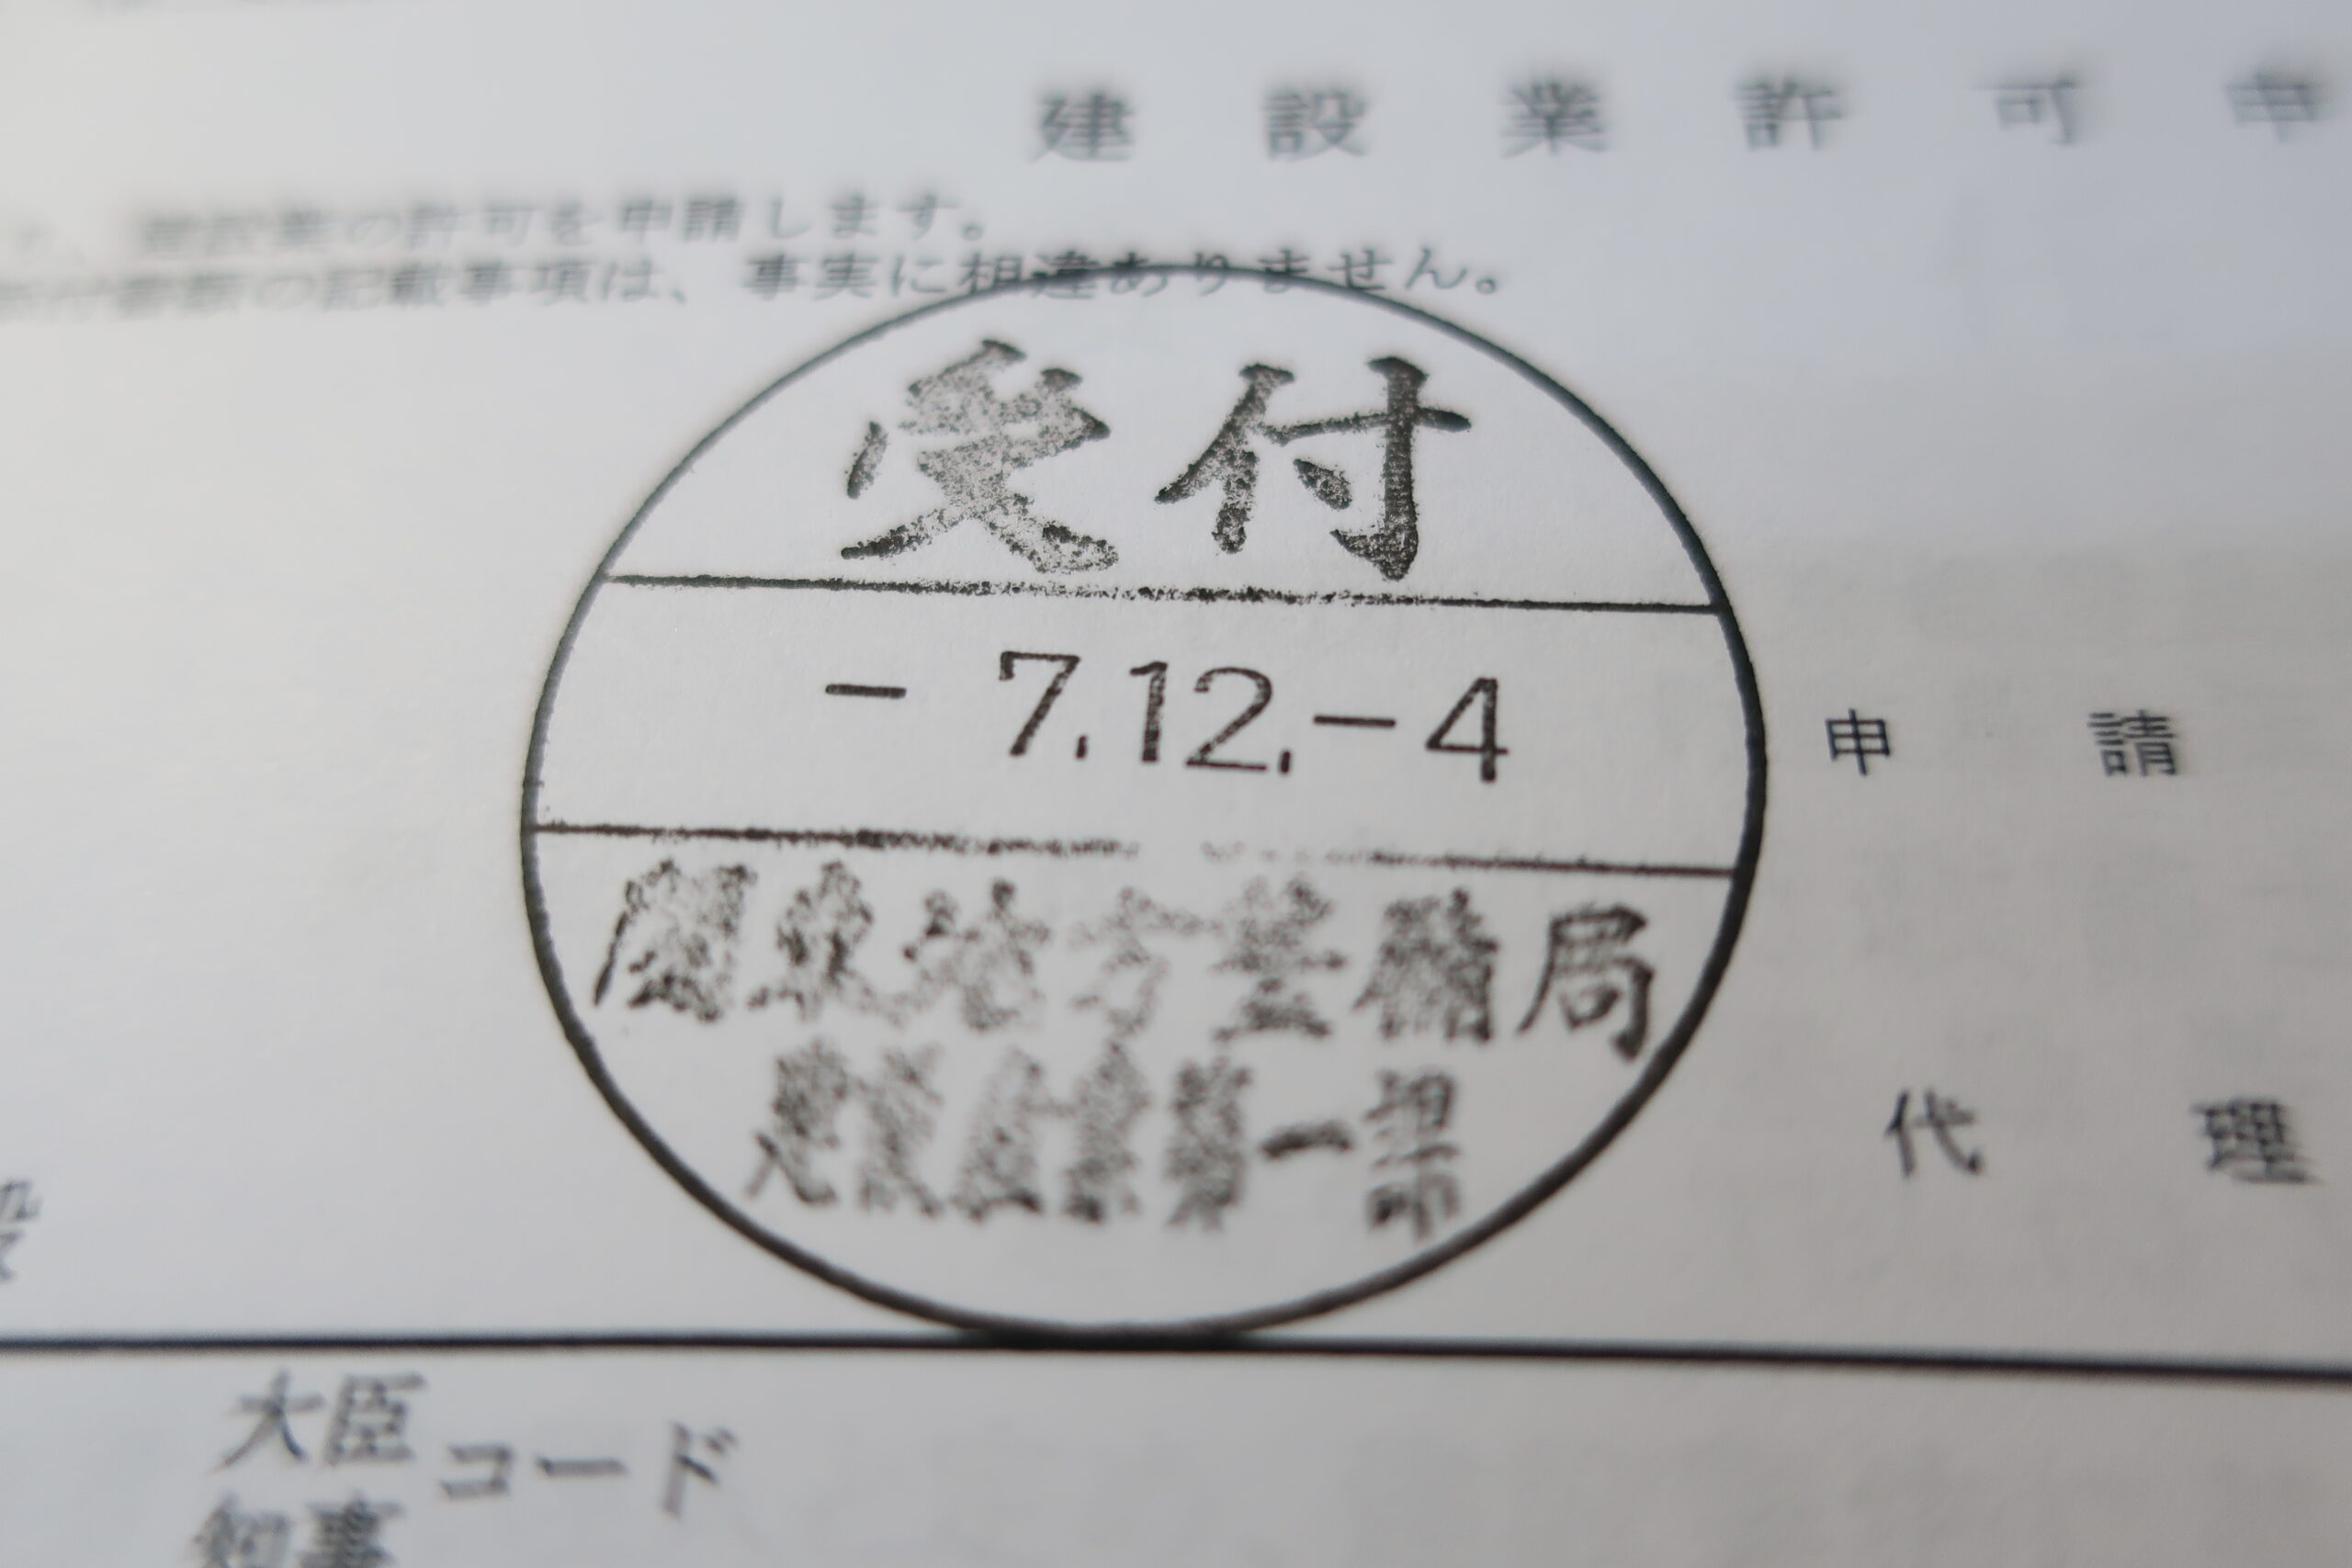 建設業許可申
建設業の許可を申請します。
の記載事項は、事実に相違ありません。
受付
- 7.12.-4
関東地方整備局
建設産業第一課
申請
代理
大臣
コード
知事